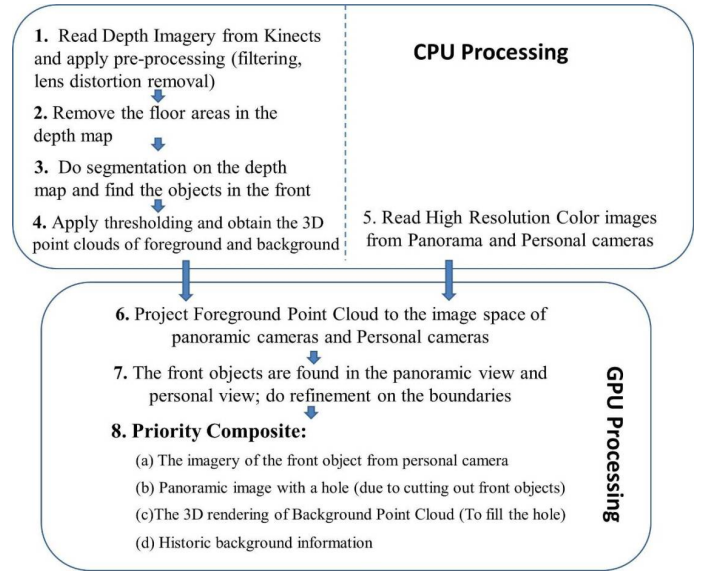 1. Read Depth Imagery from Kinects
and apply pre-processing (filtering,
lens distortion removal)
2. Remove the floor areas in the
depth map
3. Do segmentation on the depth
map and find the objects in the front
4. Apply thresholding and obtain the 3D
point clouds of foreground and background
CPU Processing
5. Read High Resolution Color images
from Panorama and Personal cameras
6. Project Foreground Point Cloud to the image space of
panoramic cameras and Personal cameras
7. The front objects are found in the panoramic view and
personal view; do refinement on the boundaries
8. Priority Composite:
(a) The imagery of the front object from personal camera
(b) Panoramic image with a hole (due to cutting out front objects)
(c)The 3D rendering of Background Point Cloud (To fill the hole)
(d) Historic background information
GPU Processing